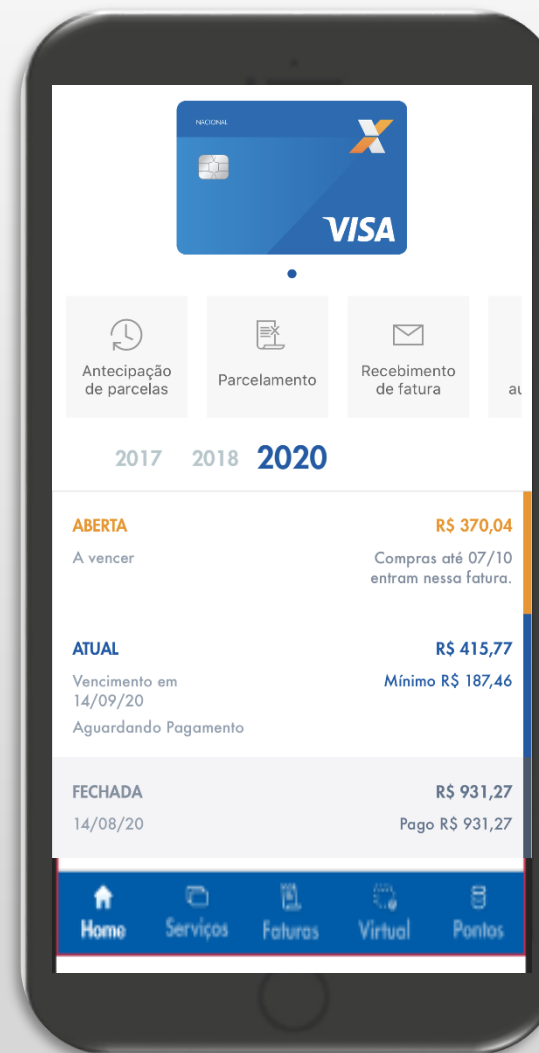 NACIONAL
VISA
Antecipação
de parcelas
Parcelamento
Recebimento
de fatura
au
2017 2018 2020
ABERTA R$ 370,04
A vencer Compras até 07/10
entram nessa fatura.
ATUAL R$ 415,77
Vencimento em Mínimo R$ 187,46
14/09/20
Aguardando Pagamento
FECHADA R$ 931,27
14/08/20 Pago R$ 931,27
Home Serviços Faturas Virtual Pontos